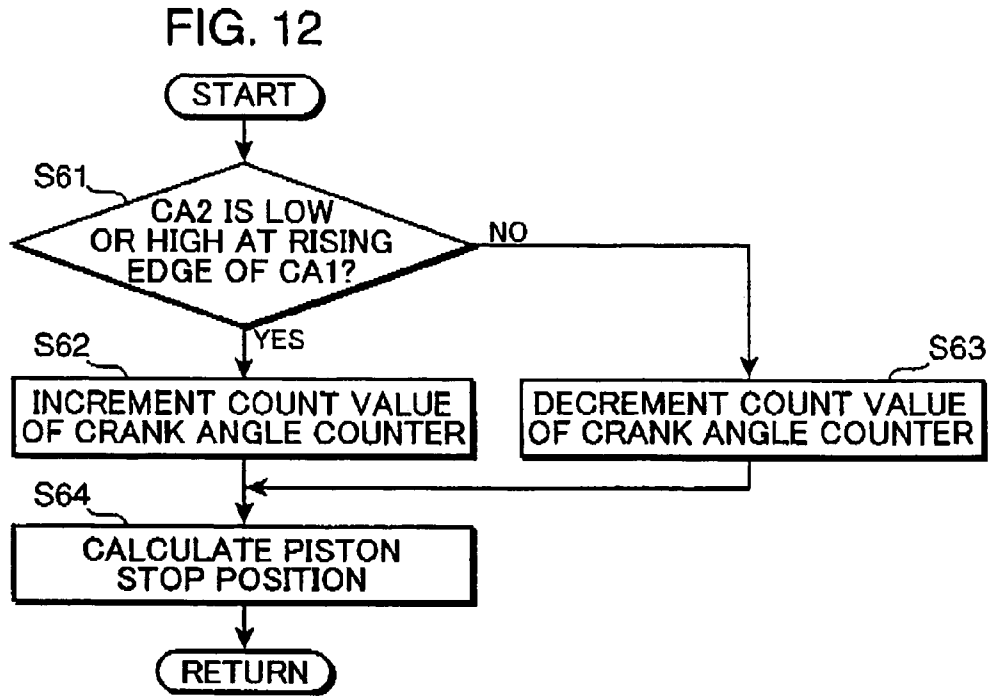 FIG. 12
START
S61
CA2 IS LOW
OR HIGH AT RISING
EDGE OF CA1?
NO
YES
S62
INCREMENT COUNT VALUE
OF CRANK ANGLE COUNTER
S63
DECREMENT COUNT VALUE
OF CRANK ANGLE COUNTER
S64
CALCULATE PISTON
STOP POSITION
RETURN